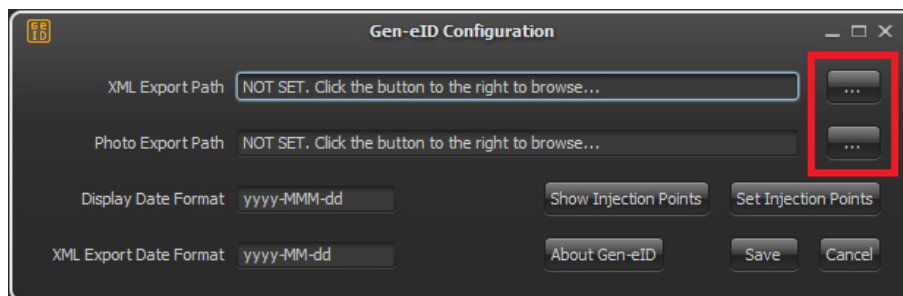 Ge ID
Gen-eID Configuration
XML Export Path NOT SET. Click the button to the right to browse... ...
Photo Export Path NOT SET. Click the button to the right to browse... ...
Display Date Format yyyy-MMM-dd Show Injection Points Set Injection Points
XML Export Date Format yyyy-MM-dd About Gen-eID Save Cancel